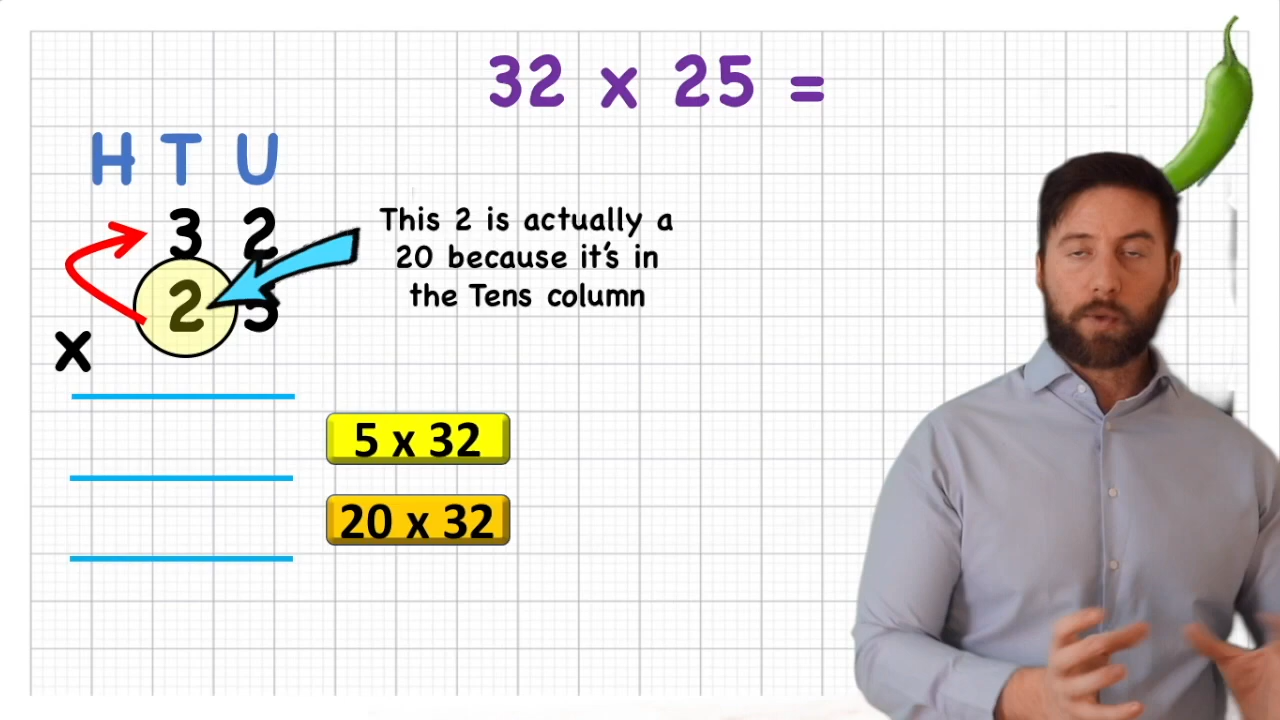 32 x 25 =
H T U
3 2
2 5
x
This 2 is actually a
20 because it's in
the Tens column
5 x 32
20 x 32